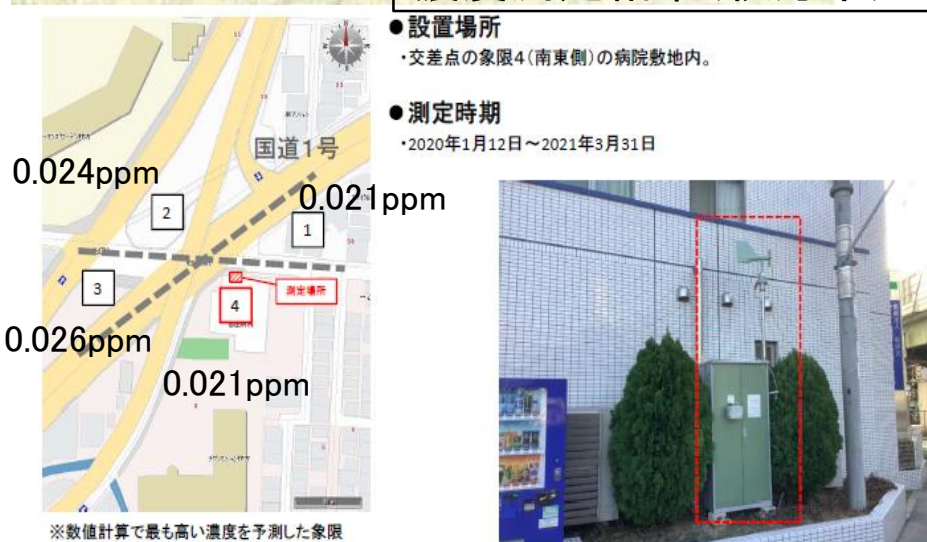 ●設置場所
・交差点の象限4(南東側)の病院敷地内。
●測定時期
・2020年1月12日～2021年3月31日
国道1号
0.024ppm
0.021ppm
2
1
3
測定場所
4
0.026ppm
0.021ppm
※数値計算で最も高い濃度を予測した象限